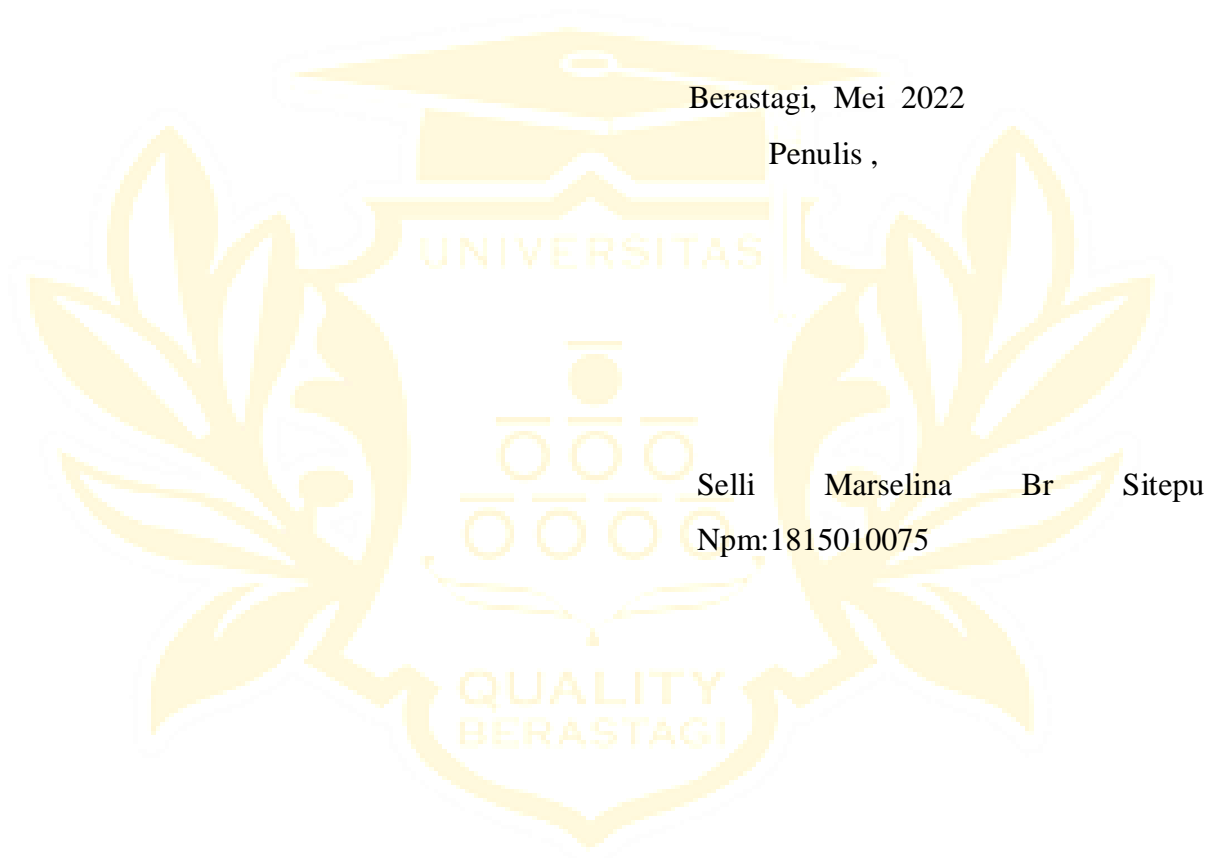 Berastagi, Mei 2022
Penulis ,
UNIVERSITAS
Selli Marselina Br Sitepu
Npm:1815010075
QUALITY
BERASTAGI